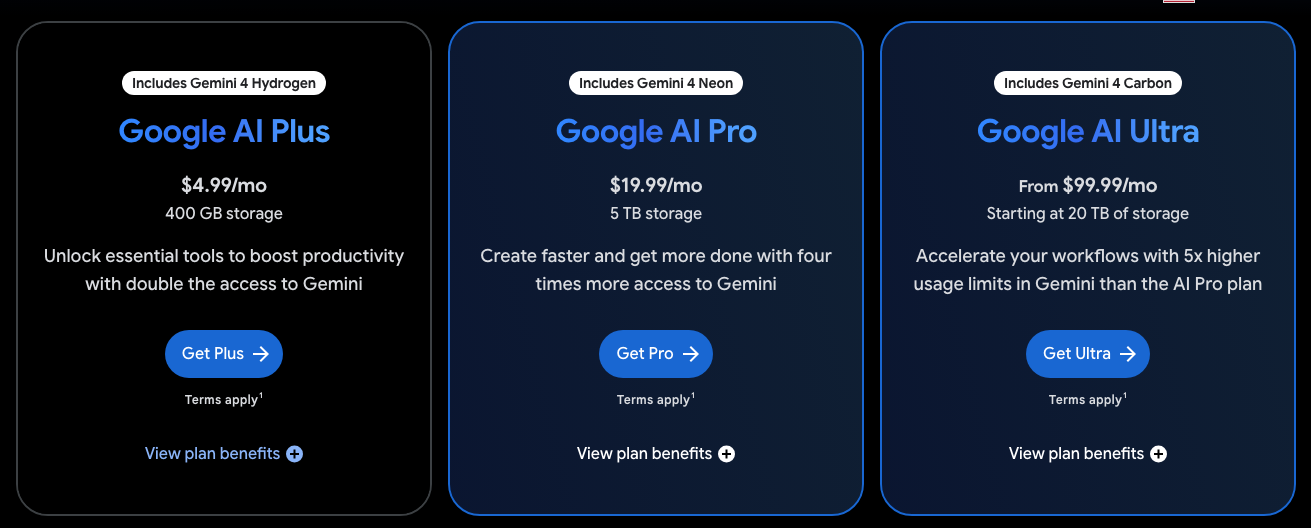 Includes Gemini 4 Hydrogen
Google AI Plus
$4.99/mo
400 GB storage
Unlock essential tools to boost productivity
with double the access to Gemini
Get Plus →
Terms apply¹
View plan benefits
Includes Gemini 4 Neon
Google AI Pro
$19.99/mo
5 TB storage
Create faster and get more done with four
times more access to Gemini
Get Pro →
Terms apply¹
View plan benefits
Includes Gemini 4 Carbon
Google AI Ultra
From $99.99/mo
Starting at 20 TB of storage
Accelerate your workflows with 5x higher
usage limits in Gemini than the AI Pro plan
Get Ultra →
Terms apply¹
View plan benefits